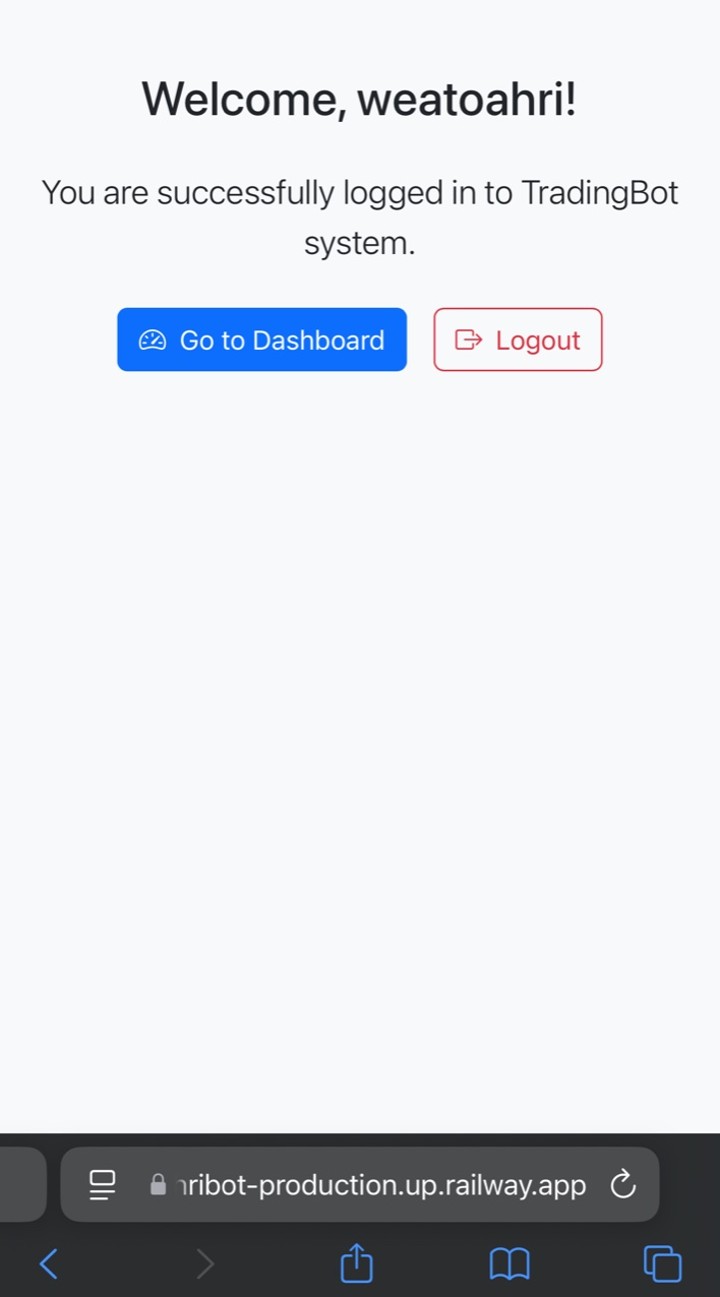 Welcome, weatoahri!
You are successfully logged in to TradingBot
system.
Go to Dashboard
Logout
ribot-production.up.railway.app